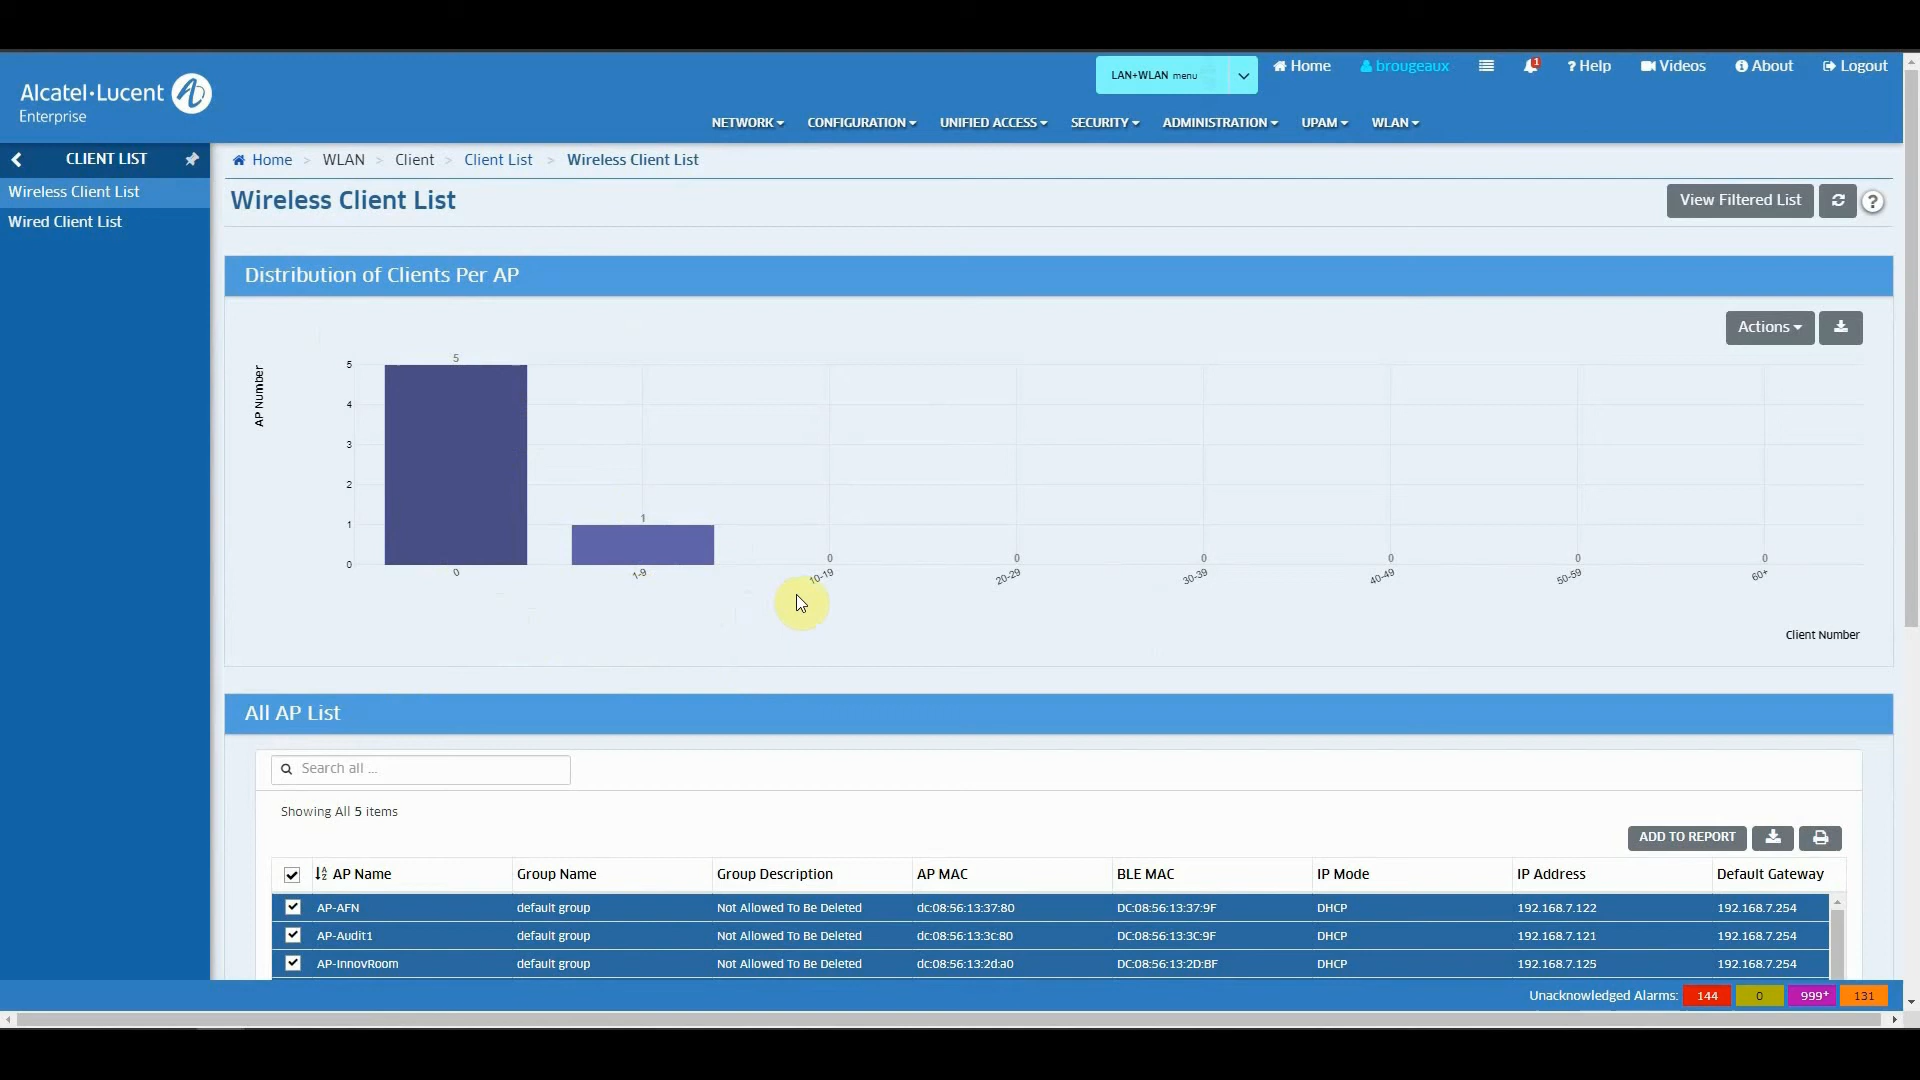 Alcatel·Lucent
Enterprise
LAN+WLAN menu
Home
brougeaux
1
? Help
Videos
About
Logout
NETWORK
CONFIGURATION
UNIFIED ACCESS
SECURITY
ADMINISTRATION
UPAM
WLAN
CLIENT LIST
Wireless Client List
Wired Client List
Home > WLAN > Client > Client List > Wireless Client List
Wireless Client List
View Filtered List
?
Distribution of Clients Per AP
Actions
AP Number
5
4
3
2
1
0
5 1 0 0 0 0 0 0
0 1-9 10-19 20-29 30-39 40-49 50-59 60+
Client Number
All AP List
Search all ...
Showing All 5 items
ADD TO REPORT
AP Name Group Name Group Description AP MAC BLE MAC IP Mode IP Address Default Gateway
AP-AFN default group Not Allowed To Be Deleted dc:08:56:13:37:80 DC:08:56:13:37:9F DHCP 192.168.7.122 192.168.7.254
AP-Audit1 default group Not Allowed To Be Deleted dc:08:56:13:3c:80 DC:08:56:13:3C:9F DHCP 192.168.7.121 192.168.7.254
AP-InnovRoom default group Not Allowed To Be Deleted dc:08:56:13:2d:a0 DC:08:56:13:2D:BF DHCP 192.168.7.125 192.168.7.254
Unacknowledged Alarms: 144 0 999+ 131